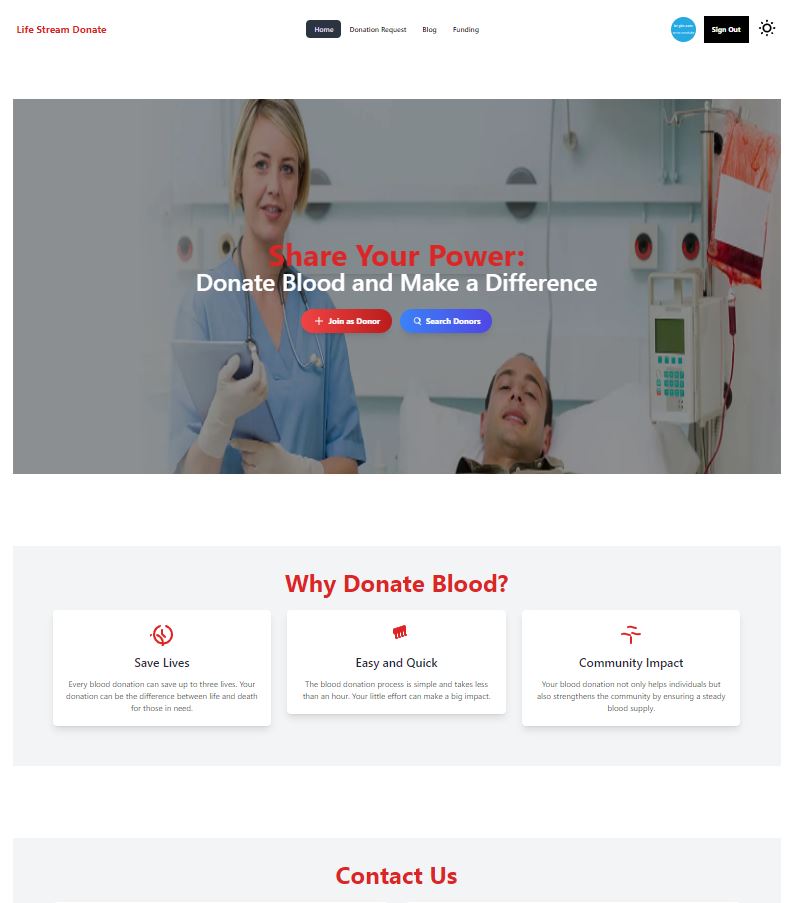 Life Stream Donate
Home
Donation Request
Blog
Funding
Sign Out
Share Your Power:
Donate Blood and Make a Difference
Join as Donor
Search Donors
Why Donate Blood?
Save Lives
Every blood donation can save up to three lives. Your
donation can be the difference between life and death
for those in need.
Easy and Quick
The blood donation process is simple and takes less
than an hour. Your little effort can make a big impact.
Community Impact
Your blood donation not only helps individuals but
also strengthens the community by ensuring a steady
blood supply.
Contact Us